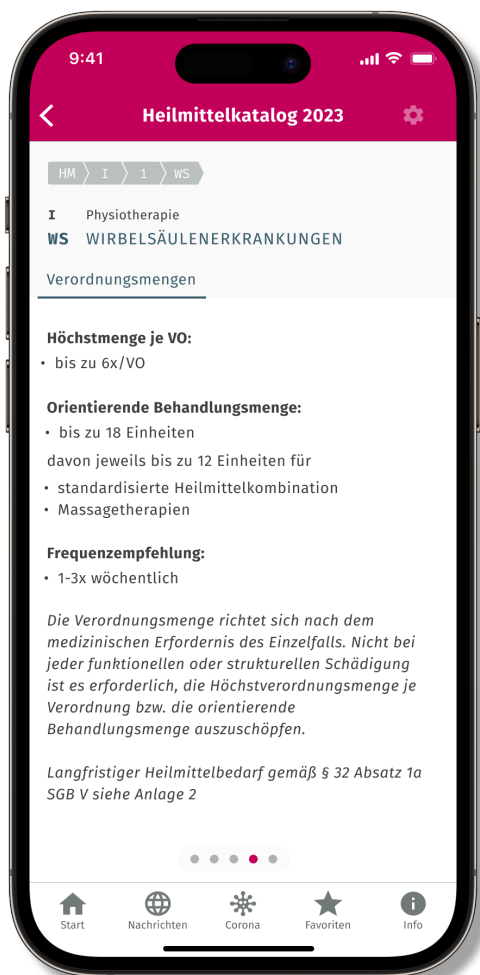 9:41
Heilmittelkatalog 2023
HM I 1 WS
I Physiotherapie
WS WIRBELSÄULENERKRANKUNGEN
Verordnungsmengen
Höchstmenge je VO:
• bis zu 6x/VO
Orientierende Behandlungsmenge:
• bis zu 18 Einheiten
davon jeweils bis zu 12 Einheiten für
• standardisierte Heilmittelkombination
• Massagetherapien
Frequenzempfehlung:
• 1-3x wöchentlich
Die Verordnungsmenge richtet sich nach dem
medizinischen Erfordernis des Einzelfalls. Nicht bei
jeder funktionellen oder strukturellen Schädigung
ist es erforderlich, die Höchstverordnungsmenge je
Verordnung bzw. die orientierende
Behandlungsmenge auszuschöpfen.
Langfristiger Heilmittelbedarf gemäß § 32 Absatz 1a
SGB V siehe Anlage 2
Start Nachrichten Corona Favoriten Info